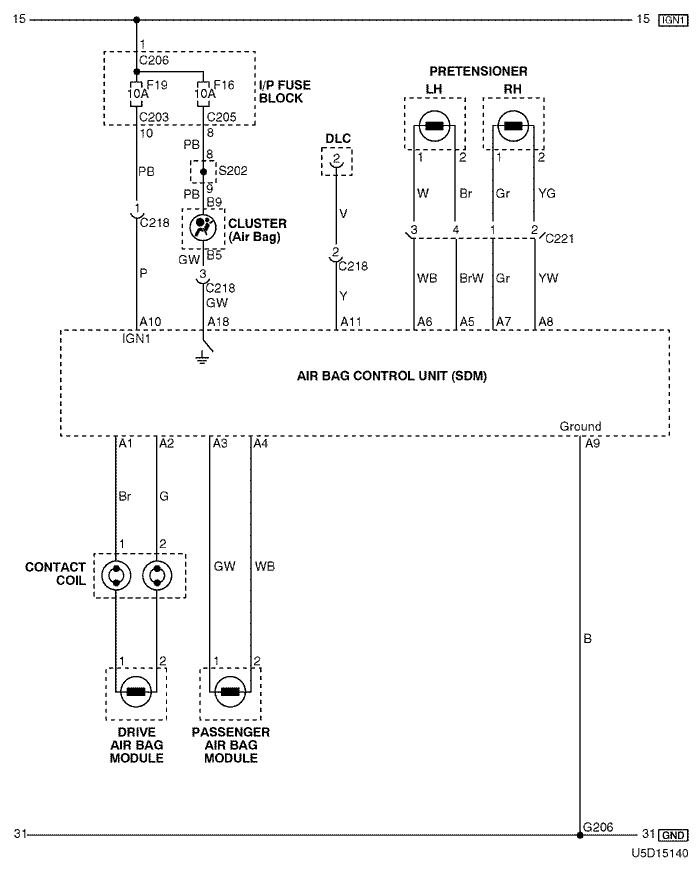 15
15 IGN1
1
C206
F19
10A
F16
10A
I/P FUSE
BLOCK
C203
C205
10
8
PB
PB
8
S202
9
PB
B9
CLUSTER
(Air Bag)
B5
GW
1
C218
3
C218
GW
P
DLC
2
V
2
C218
Y
PRETENSIONER
LH
RH
1
2
1
2
W
Br
Gr
YG
3
4
1
2
C221
WB
BrW
Gr
YW
A10
A18
A11
A6
A5
A7
A8
IGN1
AIR BAG CONTROL UNIT (SDM)
Ground
A1
A2
A3
A4
A9
Br
G
1
2
CONTACT
COIL
GW
WB
B
1
2
1
2
DRIVE
AIR BAG
MODULE
PASSENGER
AIR BAG
MODULE
G206
31
31 GND
U5D15140